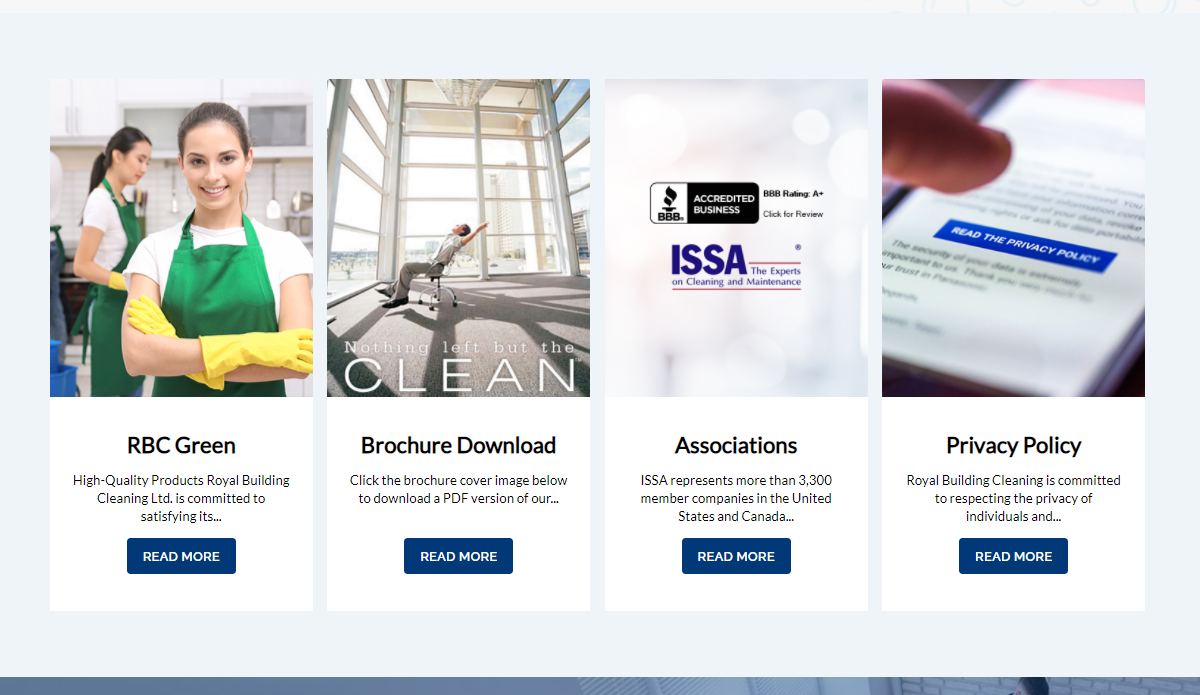 Nothing left but the
CLEAN
BBB®
ACCREDITED
BUSINESS
BBB Rating: A+
Click for Review
ISSA®
The Experts
on Cleaning and Maintenance
READ THE PRIVACY POLICY
The security of your data is extremely
important to us. Thank you very much for
our trust in Panasonic
RBC Green
High-Quality Products Royal Building
Cleaning Ltd. is committed to
satisfying its...
READ MORE
Brochure Download
Click the brochure cover image below
to download a PDF version of our...
READ MORE
Associations
ISSA represents more than 3,300
member companies in the United
States and Canada...
READ MORE
Privacy Policy
Royal Building Cleaning is committed
to respecting the privacy of
individuals and...
READ MORE